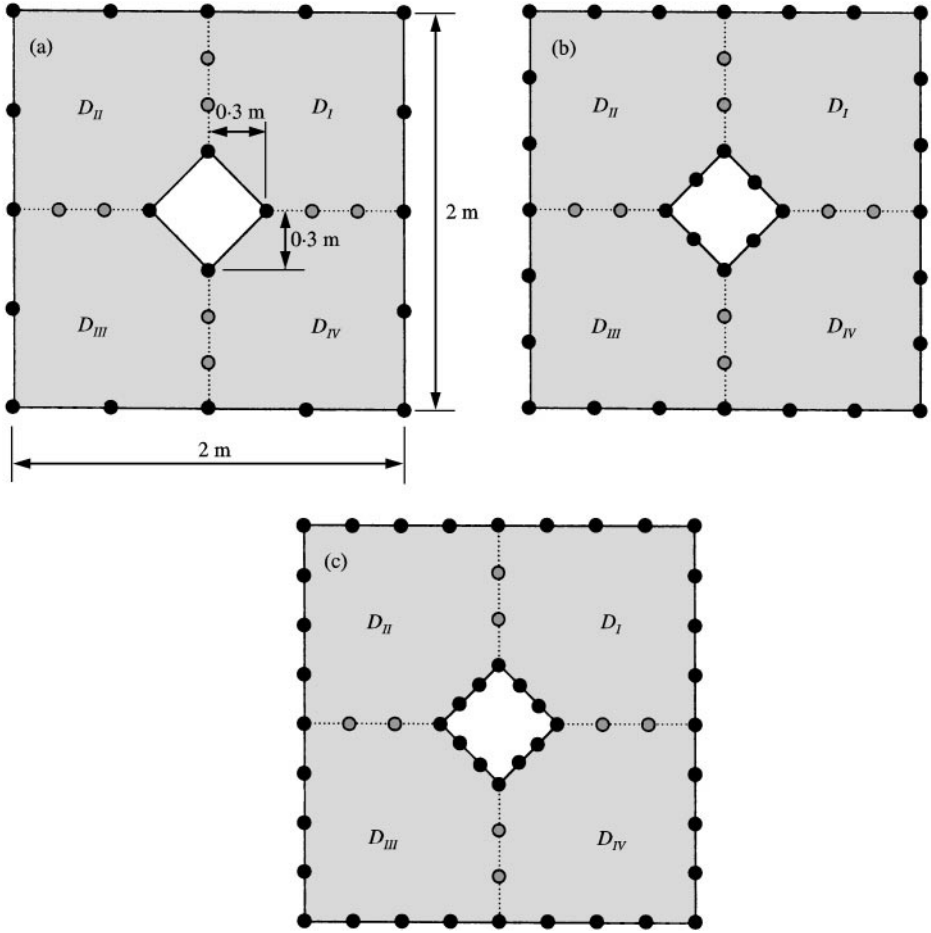 (a)
D_II
0·3 m
D_I
0·3 m
2 m
D_III
D_IV
2 m
(b)
D_II
D_I
D_III
D_IV
(c)
D_II
D_I
D_III
D_IV